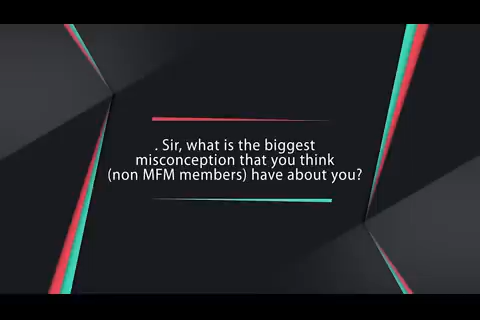 . Sir, what is the biggest
misconception that you think
(non MFM members) have about you?